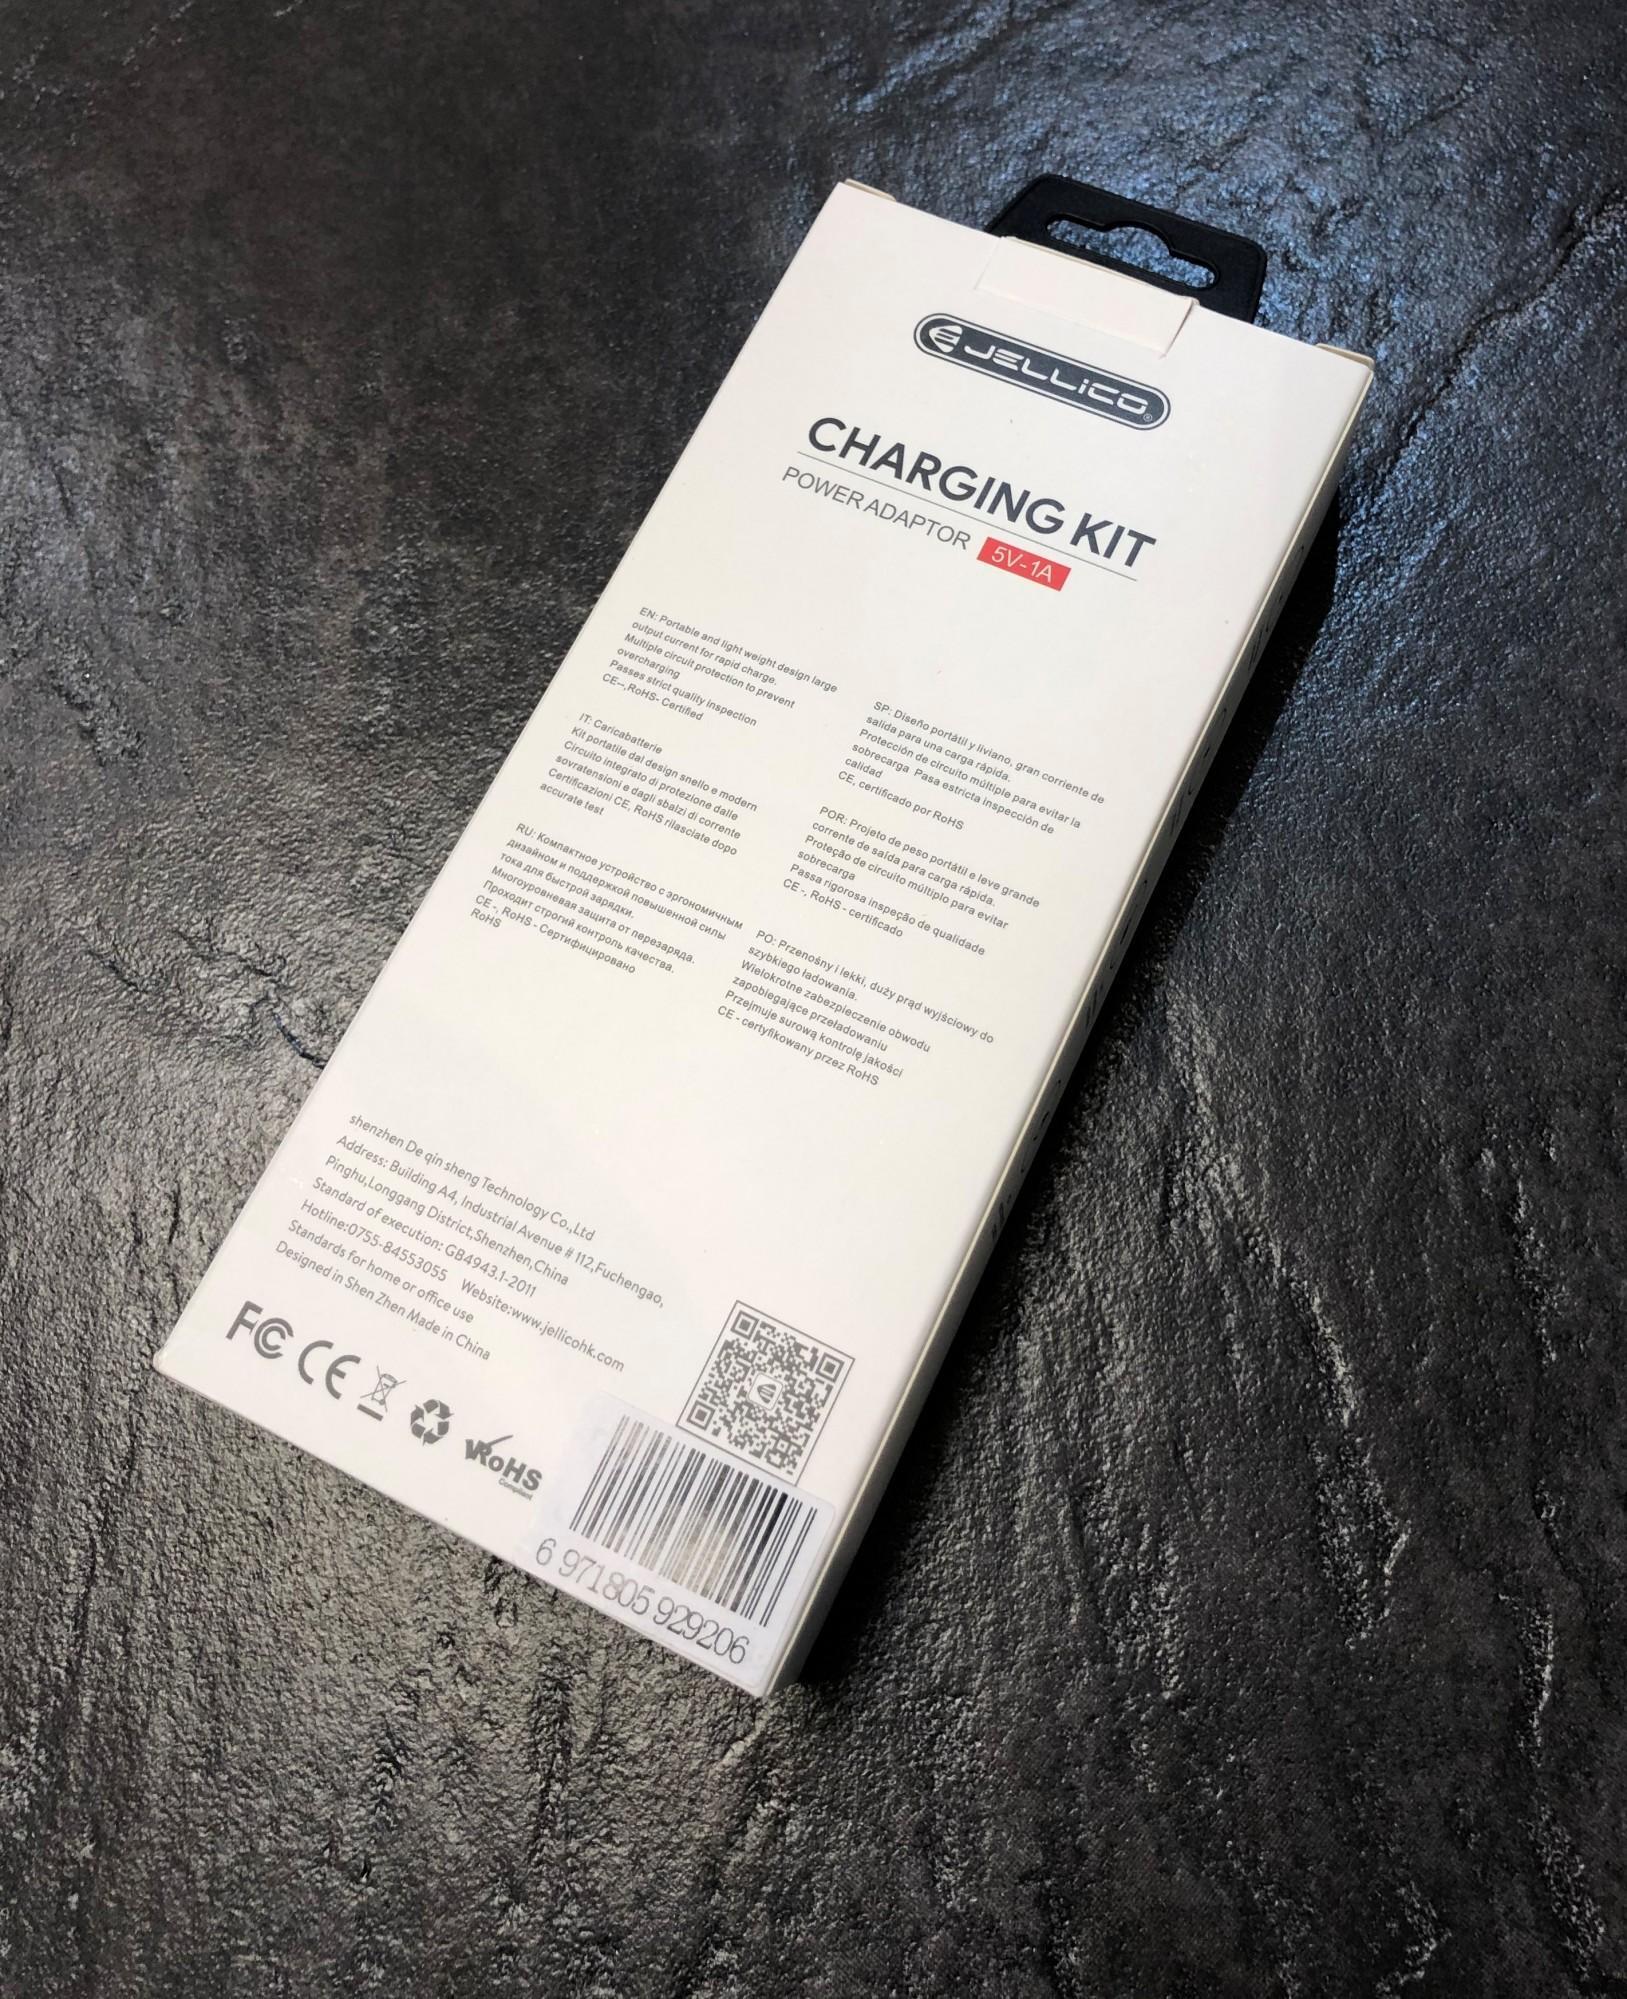 JELLICO®
CHARGING KIT
POWER ADAPTOR 5V-1A
EN: Portable and light weight design large
output current for rapid charge.
Multiple circuit protection to prevent
overcharging
Passes strict quality inspection
CE--,RoHS- Certified
IT: Caricabatterie
Kit portatile dal design snello e modern
Circuito integrato di protezione dalle
sovratensioni e dagli sbalzi di corrente
Certificazioni CE, RoHS rilasciate dopo
accurate test
RU: Компактное устройство с эргономичным
дизайном и поддержкой повышенной силы
тока для быстрой зарядки.
Многоуровневая защита от перезаряда.
Проходит строгий контроль качества.
CE -, RoHS - Сертифицировано
RoHS
SP: Diseño portátil y liviano, gran corriente de
salida para una carga rápida.
Protección de circuito múltiple para evitar la
sobrecarga Pasa estricta inspección de
calidad
CE, certificado por RoHS
POR: Projeto de peso portátil e leve grande
corrente de saída para carga rápida.
Proteção de circuito múltiplo para evitar
sobrecarga
Passa rigorosa inspeção de qualidade
CE -, RoHS - certificado
PO: Przenośny i lekki, duży prąd wyjściowy do
szybkiego ładowania.
Wielokrotne zabezpieczenie obwodu
zapobiegające przeładowaniu
Przejmuje surową kontrolę jakości
CE - certyfikowany przez RoHS
shenzhen De qin sheng Technology Co.,Ltd
Address: Building A4, Industrial Avenue # 112,Fuchengao,
Pinghu,Longgang District,Shenzhen,China
Standard of execution: GB4943.1-2011
Hotline:0755-84553055 Website:www.jellicohk.com
Standards for home or office use
Designed in Shen Zhen Made in China
FC CE RoHS
Compliant
6 971805 929206